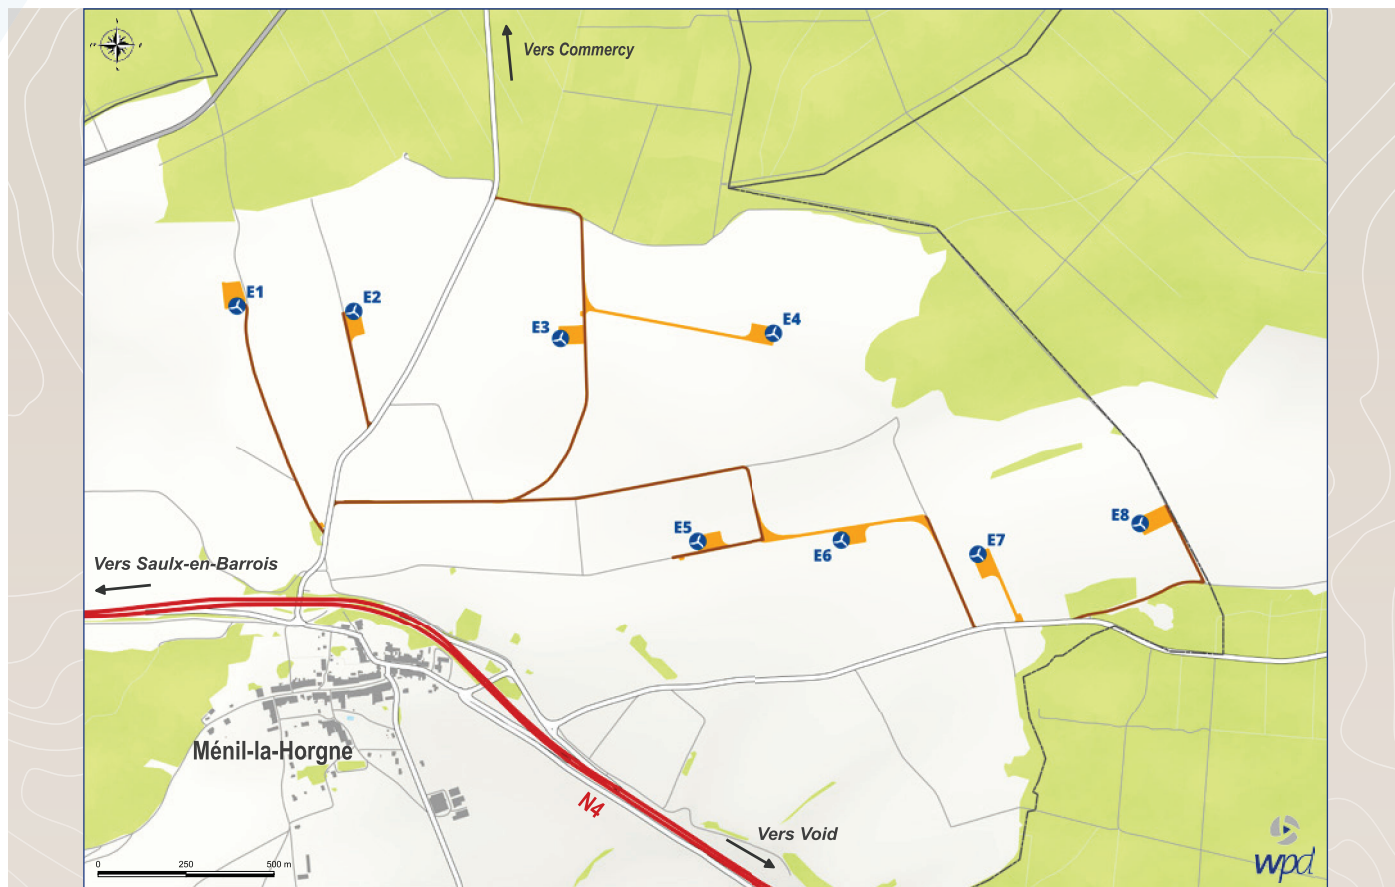 Vers Commercy
E1
E2
E3
E4
E5
E6
E7
E8
Vers Saulx-en-Barrois
Ménil-la-Horgne
N4
Vers Void
0 250 500 m
wpd